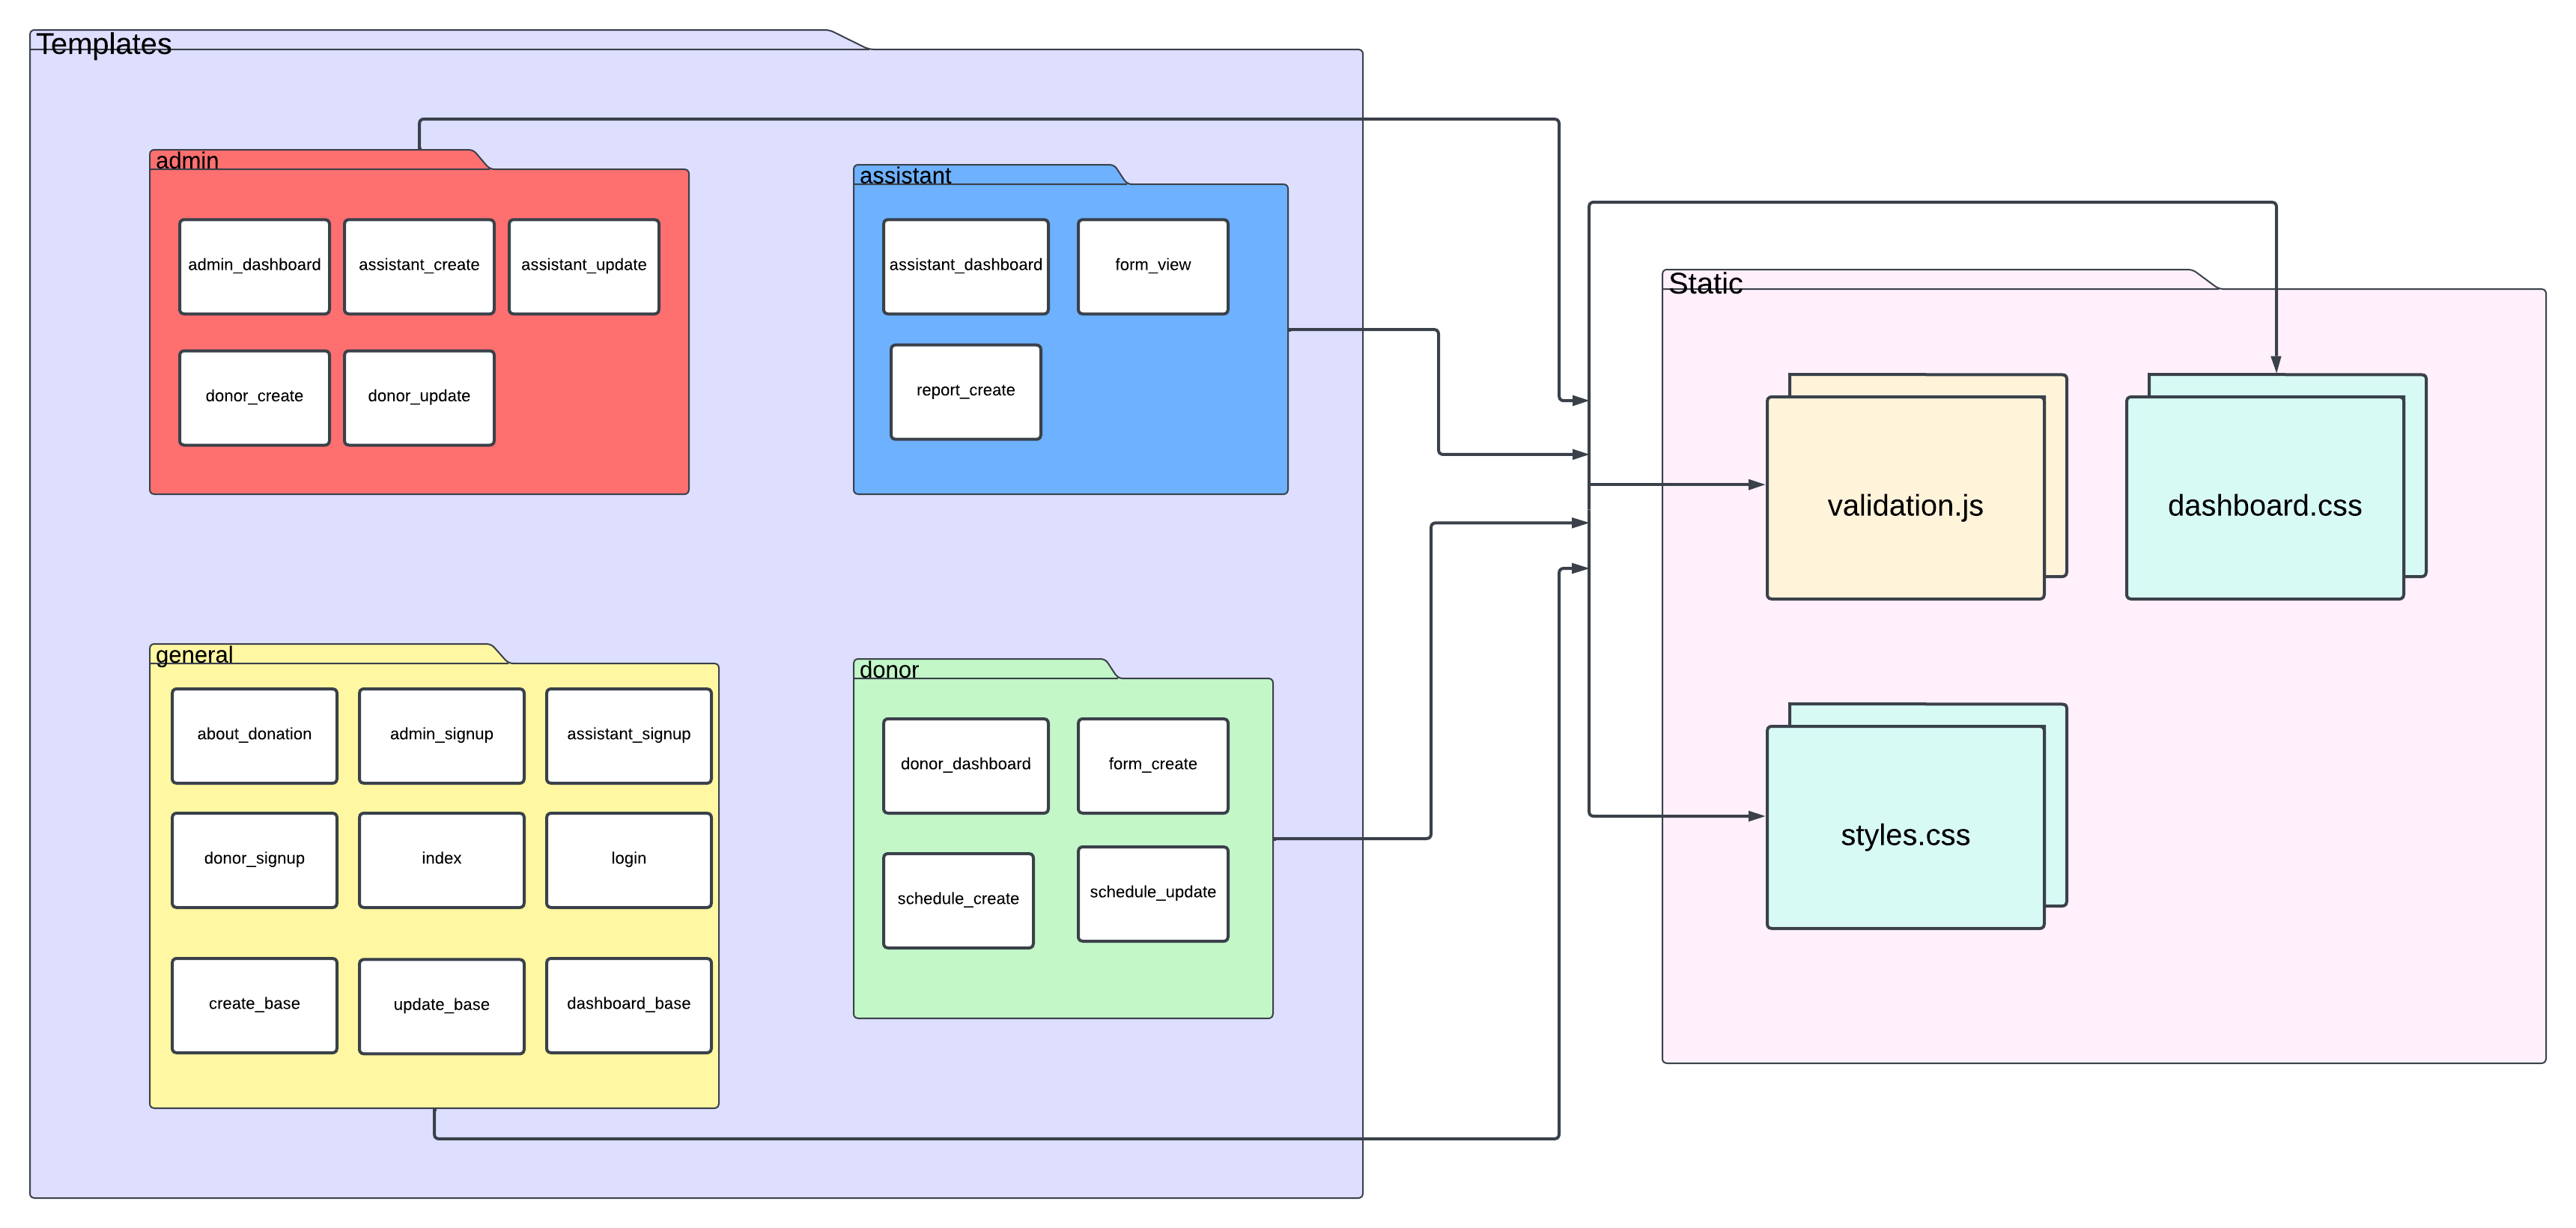 Templates
admin
admin_dashboard
assistant_create
assistant_update
donor_create
donor_update
assistant
assistant_dashboard
form_view
report_create
general
about_donation
admin_signup
assistant_signup
donor_signup
index
login
create_base
update_base
dashboard_base
donor
donor_dashboard
form_create
schedule_create
schedule_update
Static
validation.js
dashboard.css
styles.css